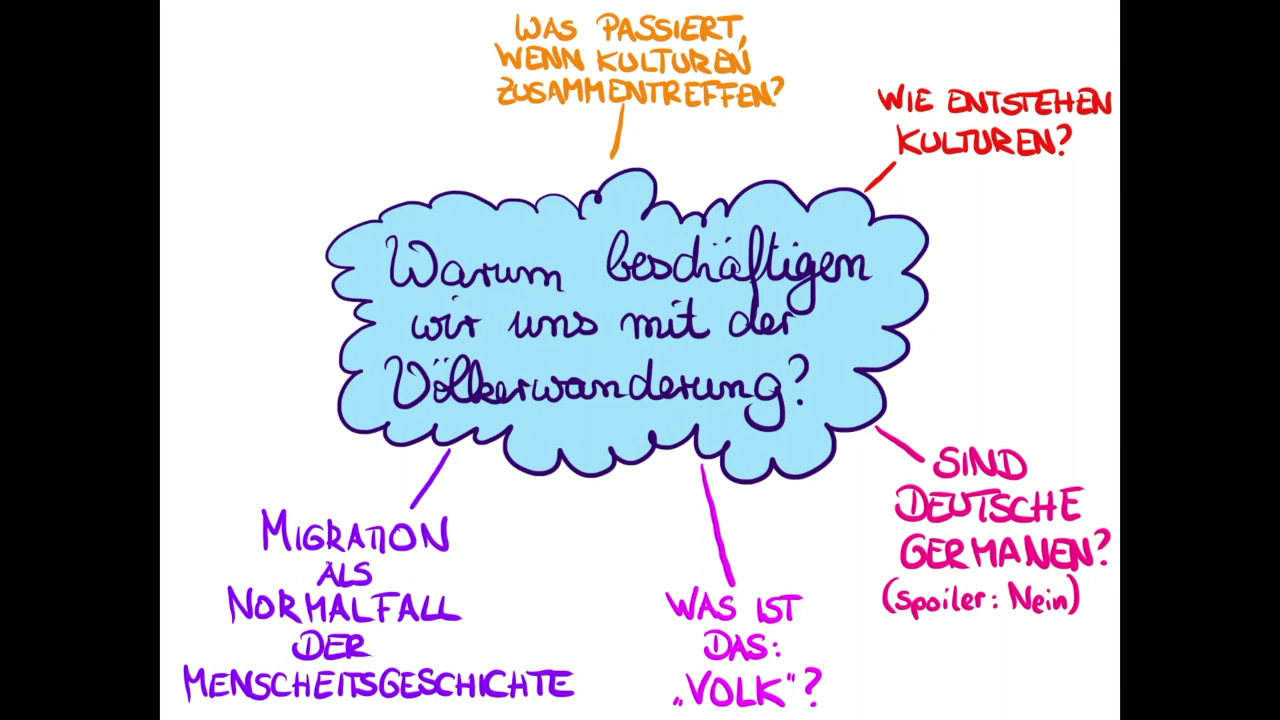 WAS PASSIERT,
WENN KULTUREN
ZUSAMMENTREFFEN?
WIE ENTSTEHEN
KULTUREN?
Warum beschäftigen
wir uns mit der
Völkerwanderung?
SIND
DEUTSCHE
GERMANEN?
(spoiler: Nein)
MIGRATION
ALS
NORMALFALL
DER
MENSCHEITSGESCHICHTE
WAS IST
DAS:
„VOLK“?